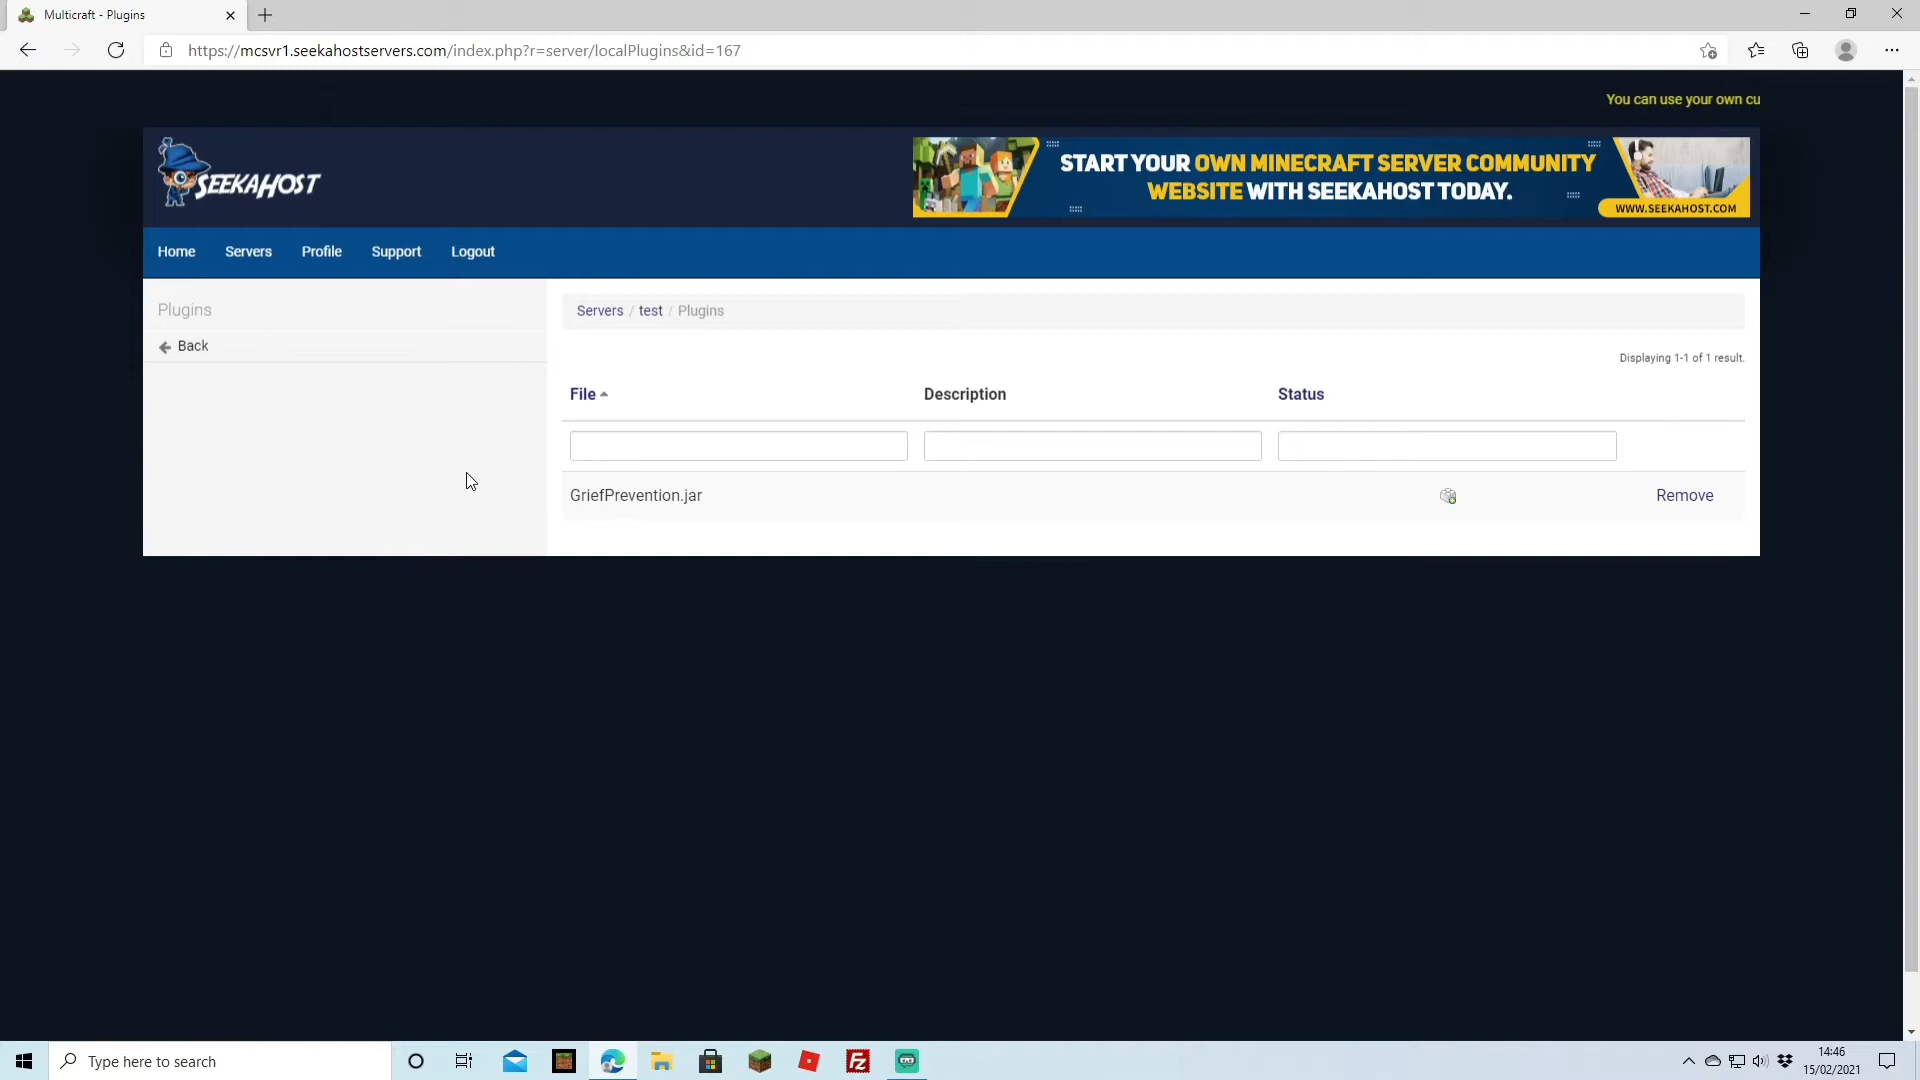 Multicraft - Plugins
https://mcsvr1.seekahostservers.com/index.php?r=server/localPlugins&id=167
You can use your own cu
SEEKAHOST
START YOUR OWN MINECRAFT SERVER COMMUNITY
WEBSITE WITH SEEKAHOST TODAY.
WWW.SEEKAHOST.COM
Home Servers Profile Support Logout
Plugins
Back
Servers / test / Plugins
Displaying 1-1 of 1 result.
File Description Status
GriefPrevention.jar Remove
Type here to search
Fz
14:46
15/02/2021